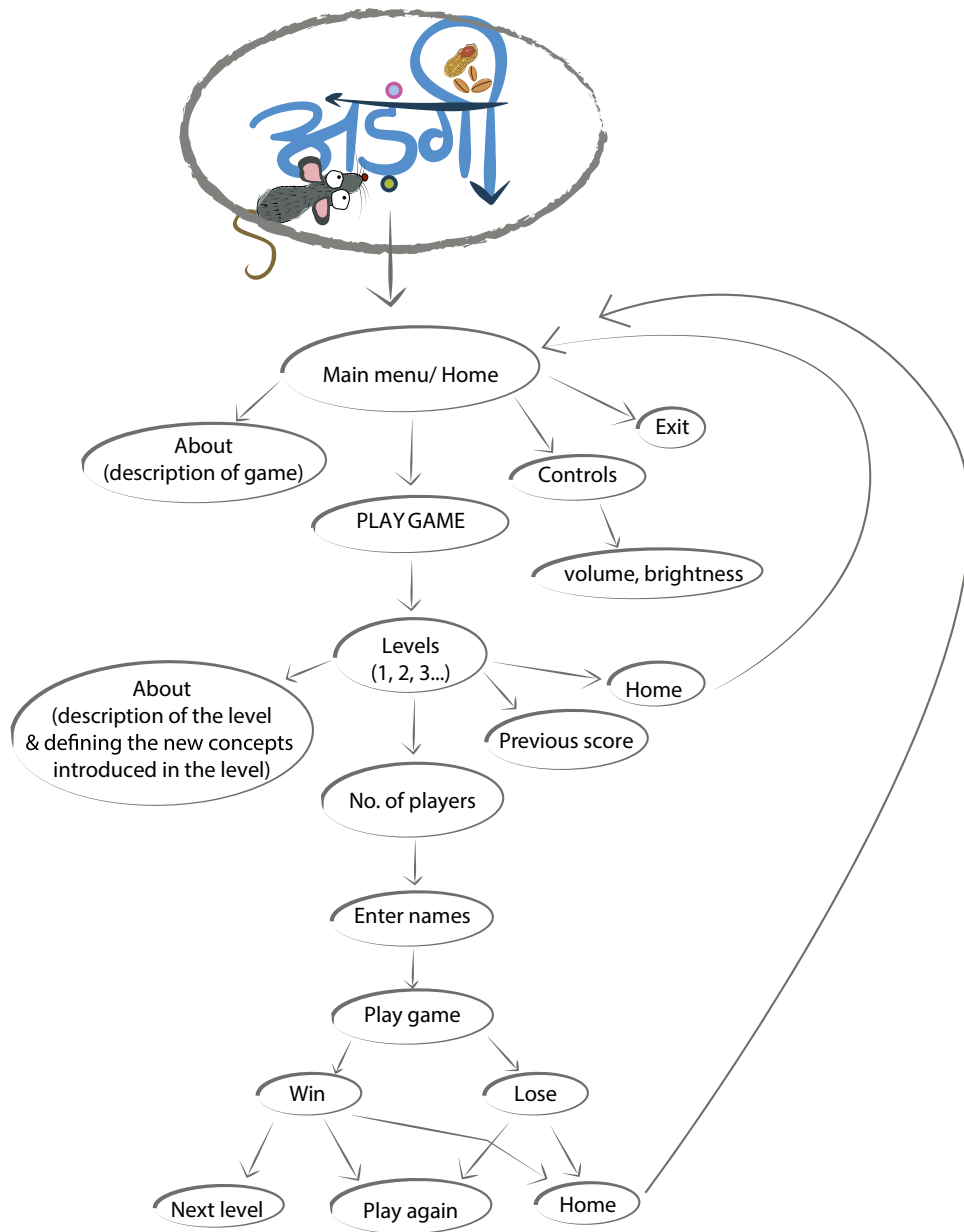 अड़ंगी
Main menu/ Home
About
(description of game)
Exit
Controls
PLAY GAME
volume, brightness
Levels
(1, 2, 3...)
About
(description of the level
& defining the new concepts
introduced in the level)
Home
Previous score
No. of players
Enter names
Play game
Win
Lose
Next level
Play again
Home